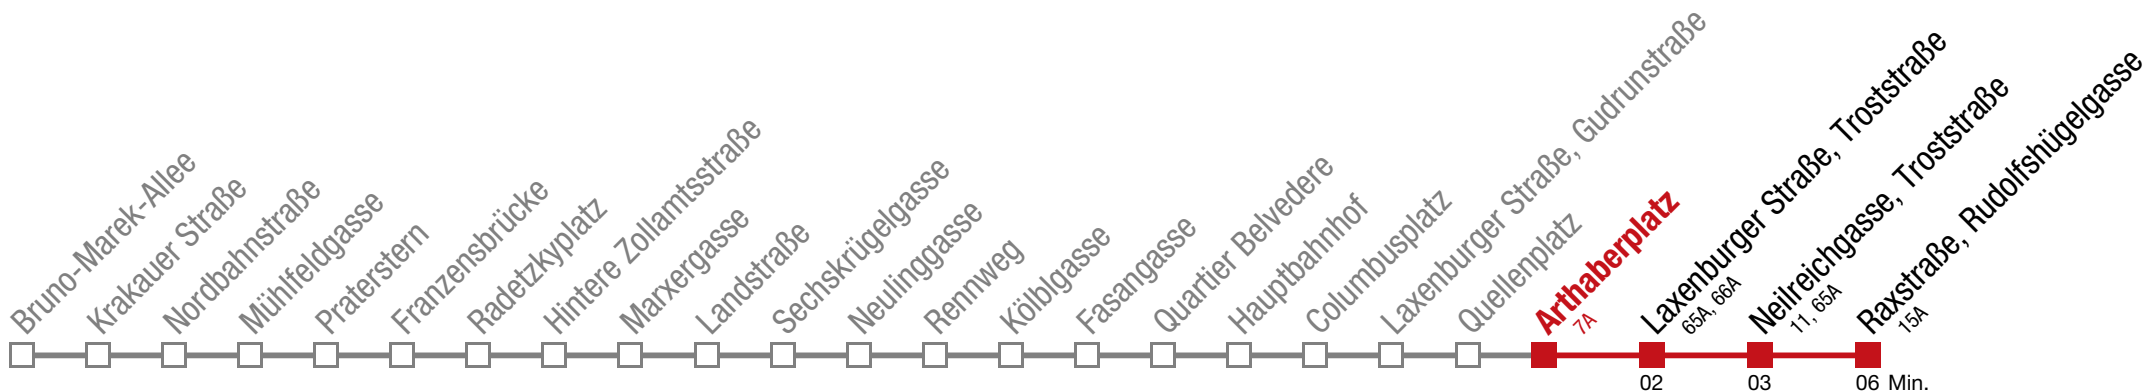 Bruno-Marek-Allee
Krakauer Straße
Nordbahnstraße
Mühlfeldgasse
Praterstern
Franzensbrücke
Radetzkyplatz
Hintere Zollamtsstraße
Marxergasse
Landstraße
Sechskrügelgasse
Neulinggasse
Rennweg
Kölblgasse
Fasangasse
Quartier Belvedere
Hauptbahnhof
Columbusplatz
Laxenburger Straße, Gudrunstraße
Quellenplatz
Arthaberplatz
7A
Laxenburger Straße, Troststraße
65A, 66A
Neilreichgasse, Troststraße
11, 65A
Raxstraße, Rudolfshügelgasse
15A
02 03 06 Min.